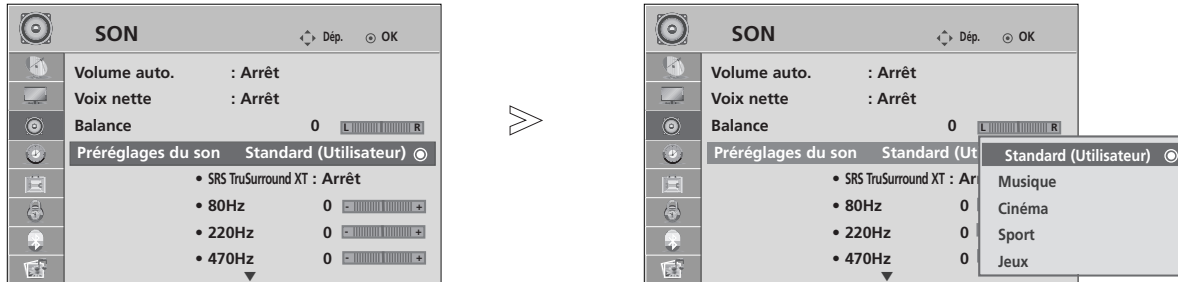 SON Dép. OK
Volume auto. : Arrêt
Voix nette : Arrêt
Balance 0 L R
Préréglages du son Standard (Utilisateur)
• SRS TruSurround XT : Arrêt
• 80Hz 0 - +
• 220Hz 0 - +
• 470Hz 0 - +
SON Dép. OK
Volume auto. : Arrêt
Voix nette : Arrêt
Balance 0 L R
Préréglages du son Standard (Ut
• SRS TruSurround XT : Ar
• 80Hz 0
• 220Hz 0
• 470Hz 0
Standard (Utilisateur)
Musique
Cinéma
Sport
Jeux